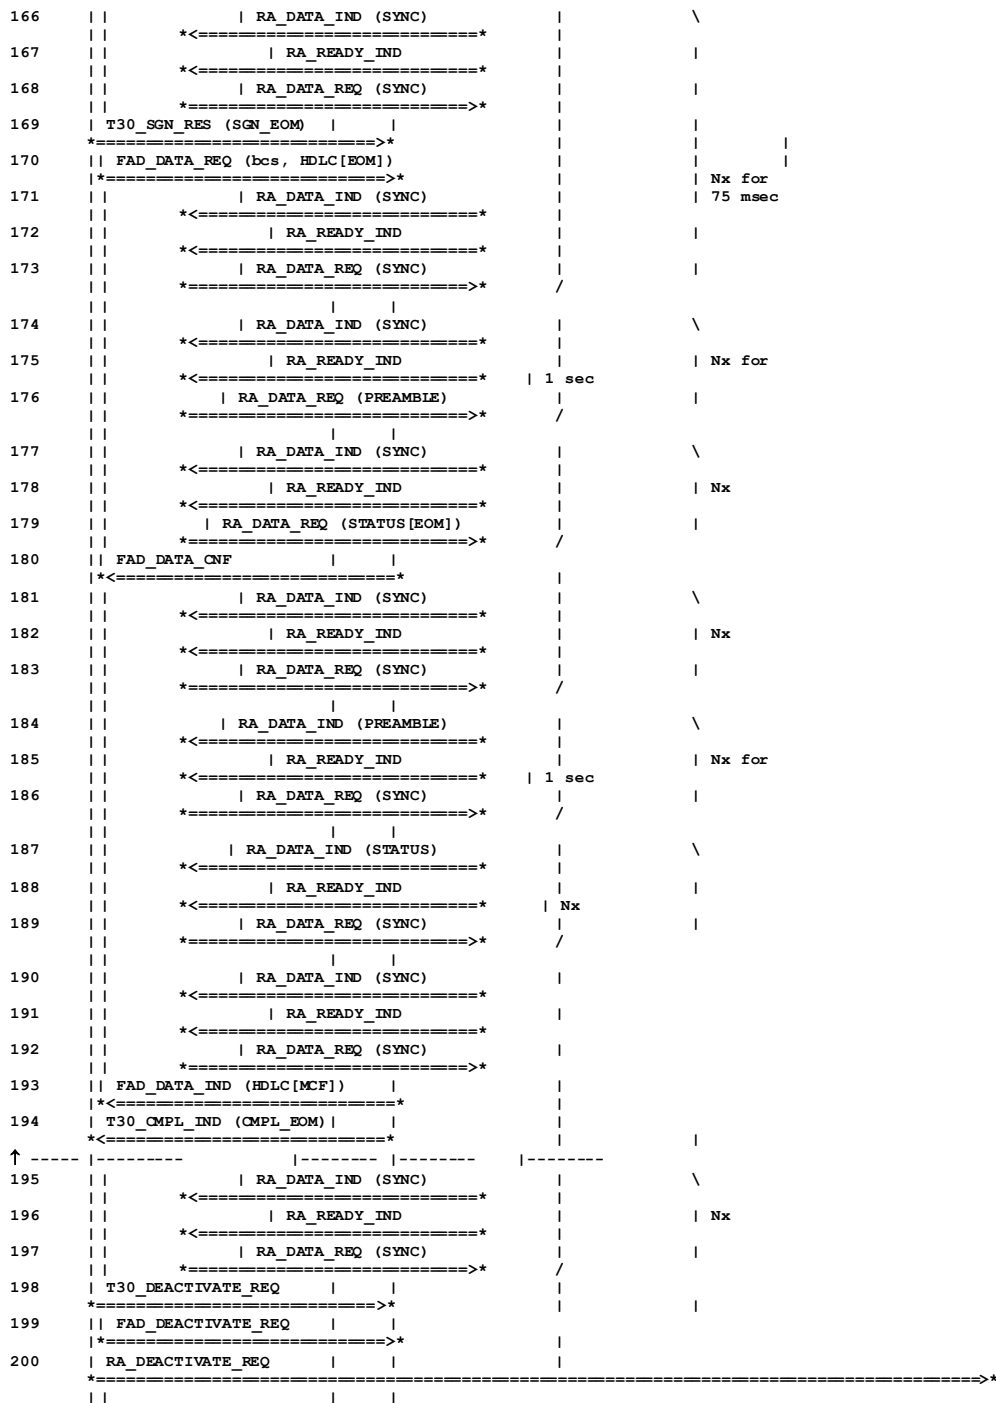 166 || | RA_DATA_IND (SYNC) | \
|| *<============================* |
167 || | RA_READY_IND | |
|| *<============================* |
168 || | RA_DATA_REQ (SYNC) | |
|| *============================>* |
169 | T30_SGN_RES (SGN_EOM) | | | |
*============================>* | | |
170 || FAD_DATA_REQ (bcs, HDLC[EOM]) | | |
|*============================>* | | Nx for
171 || | RA_DATA_IND (SYNC) | | 75 msec
|| *<============================* |
172 || | RA_READY_IND | |
|| *<============================* |
173 || | RA_DATA_REQ (SYNC) | |
|| *============================>* /
|| | |
174 || | RA_DATA_IND (SYNC) | \
|| *<============================* |
175 || | RA_READY_IND | | Nx for
|| *<============================* | 1 sec
176 || | RA_DATA_REQ (PREAMBLE) | |
|| *============================>* /
|| | |
177 || | RA_DATA_IND (SYNC) | \
|| *<============================* |
178 || | RA_READY_IND | | Nx
|| *<============================* |
179 || | RA_DATA_REQ (STATUS[EOM]) | |
|| *============================>* /
180 || FAD_DATA_CNF | |
|*<============================* |
181 || | RA_DATA_IND (SYNC) | \
|| *<============================* |
182 || | RA_READY_IND | | Nx
|| *<============================* |
183 || | RA_DATA_REQ (SYNC) | |
|| *============================>* /
|| | |
184 || | RA_DATA_IND (PREAMBLE) | \
|| *<============================* |
185 || | RA_READY_IND | | Nx for
|| *<============================* | 1 sec
186 || | RA_DATA_REQ (SYNC) | |
|| *============================>* /
|| | |
187 || | RA_DATA_IND (STATUS) | \
|| *<============================* |
188 || | RA_READY_IND | |
|| *<============================* | Nx
189 || | RA_DATA_REQ (SYNC) | |
|| *============================>* /
|| | |
190 || | RA_DATA_IND (SYNC) |
|| *<============================*
191 || | RA_READY_IND |
|| *<============================*
192 || | RA_DATA_REQ (SYNC) |
|| *============================>*
193 || FAD_DATA_IND (HDLC[MCF]) | |
|*<============================* |
194 | T30_CMPL_IND (CMPL_EOM)| | |
*<============================* | |
↑ ----- |--------- |-------- |-------- |--------
195 || | RA_DATA_IND (SYNC) | \
|| *<============================* |
196 || | RA_READY_IND | | Nx
|| *<============================* |
197 || | RA_DATA_REQ (SYNC) | |
|| *============================>* /
198 | T30_DEACTIVATE_REQ | | |
*============================>* | |
199 || FAD_DEACTIVATE_REQ | |
|*============================>* |
200 | RA_DEACTIVATE_REQ | | |
*=========================================================================================>*
|| | |